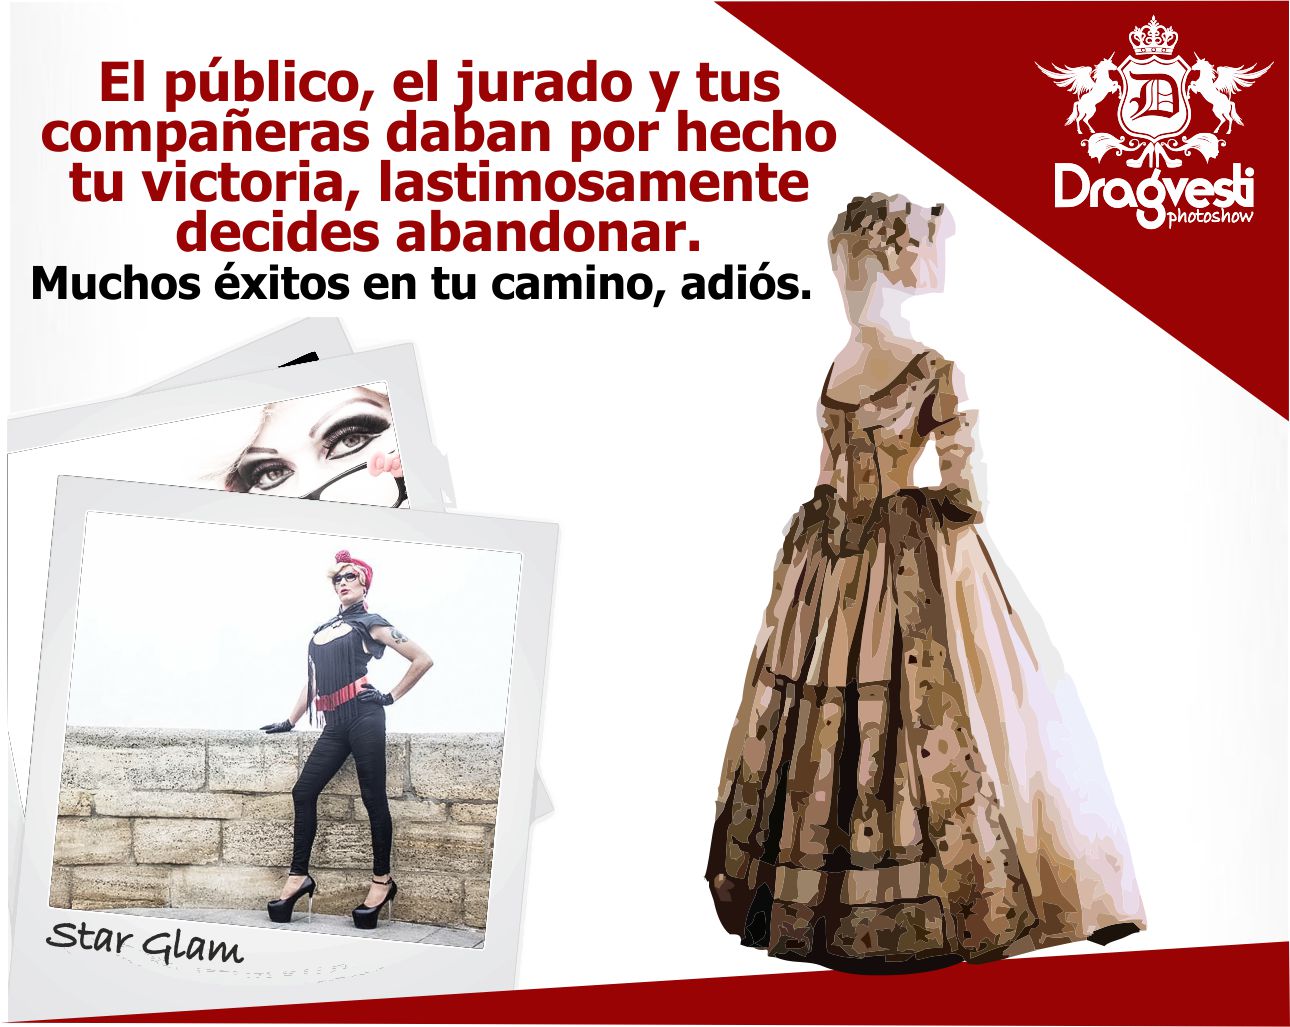 El público, el jurado y tus
compañeras daban por hecho
tu victoria, lastimosamente
decides abandonar.
Muchos éxitos en tu camino, adiós.
D
Dragvesti
photoshow
Star Glam